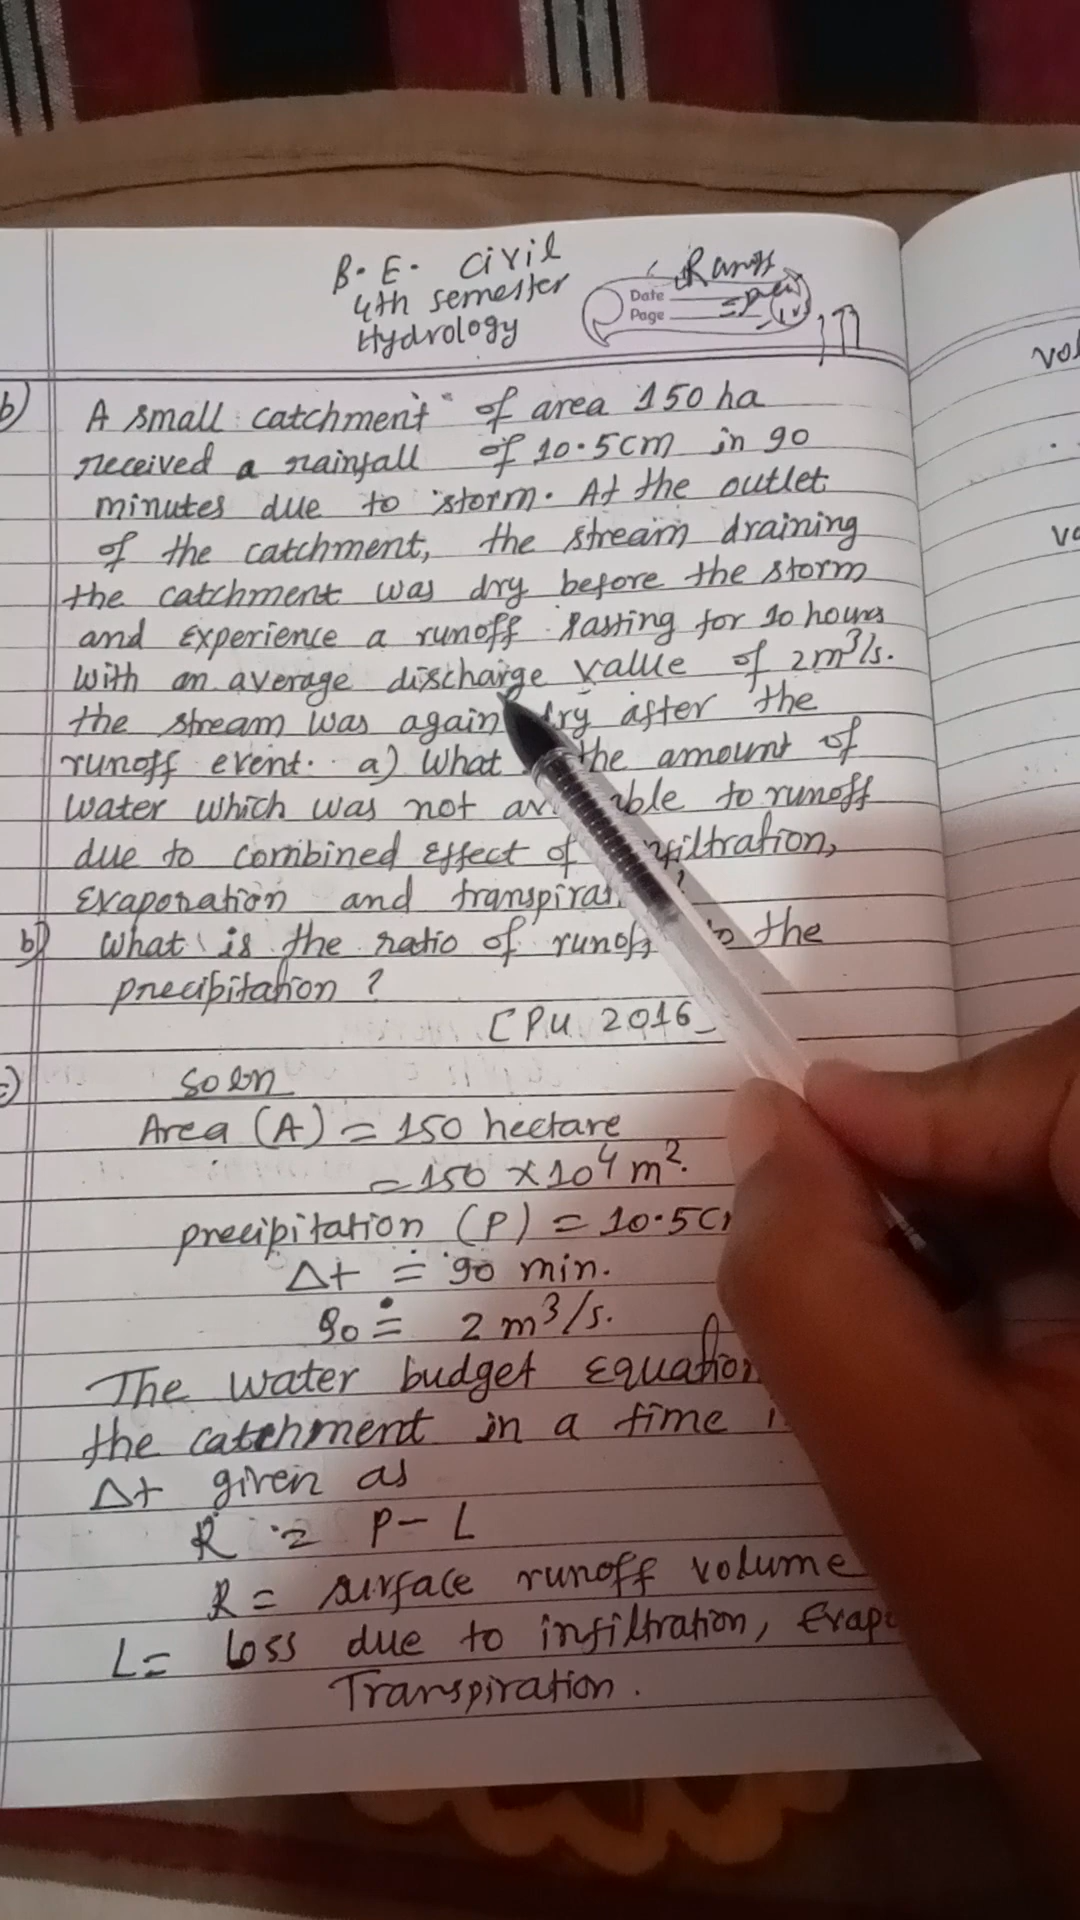 B.E. Civil
4th semester
Hydrology
Date
Page
b) A small catchment of area 150 ha
received a rainfall of 10.5cm in 90
minutes due to storm. At the outlet
of the catchment, the stream draining
the catchment was dry before the storm
and experience a runoff lasting for 10 hours
with an average discharge value of 2m³/s.
the stream was again dry after the
runoff event. a) What the amount of
water which was not able to runoff
due to combined effect of infiltration,
Evaporation and
b) What is the ratio of runoff to the
precipitation ?
[PU 2016
Soln
Area (A) = 150 hectare
= 150 × 10⁴ m².
precipitation (P) = 10.5
Δt = 90 min.
= 2 m³/s.
The water budget Equation
the catchment in a time
Δt given as
R = P - L
R = surface runoff volume
L = Loss due to infiltration,
Transpiration.